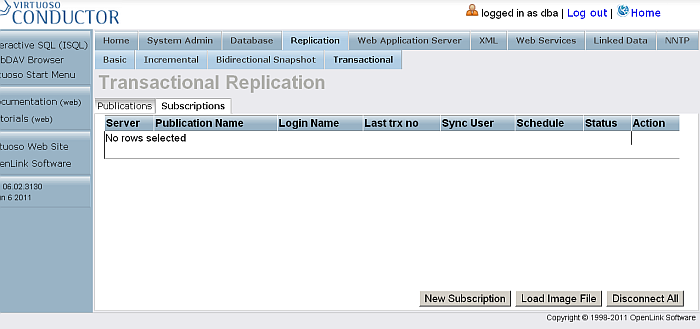 VIRTUOSO
CONDUCTOR
logged in as dba | Log out | Home
eractive SQL (ISQL)
bDAV Browser
tuoso Start Menu
ocumentation (web)
torials (web)
tuoso Web Site
enLink Software
06.02.3130
n 6 2011
Home System Admin Database Replication Web Application Server XML Web Services Linked Data NNTP
Basic Incremental Bidirectional Snapshot Transactional
Transactional Replication
Publications Subscriptions
Server Publication Name Login Name Last trx no Sync User Schedule Status Action
No rows selected
New Subscription Load Image File Disconnect All
Copyright © 1998-2011 OpenLink Software